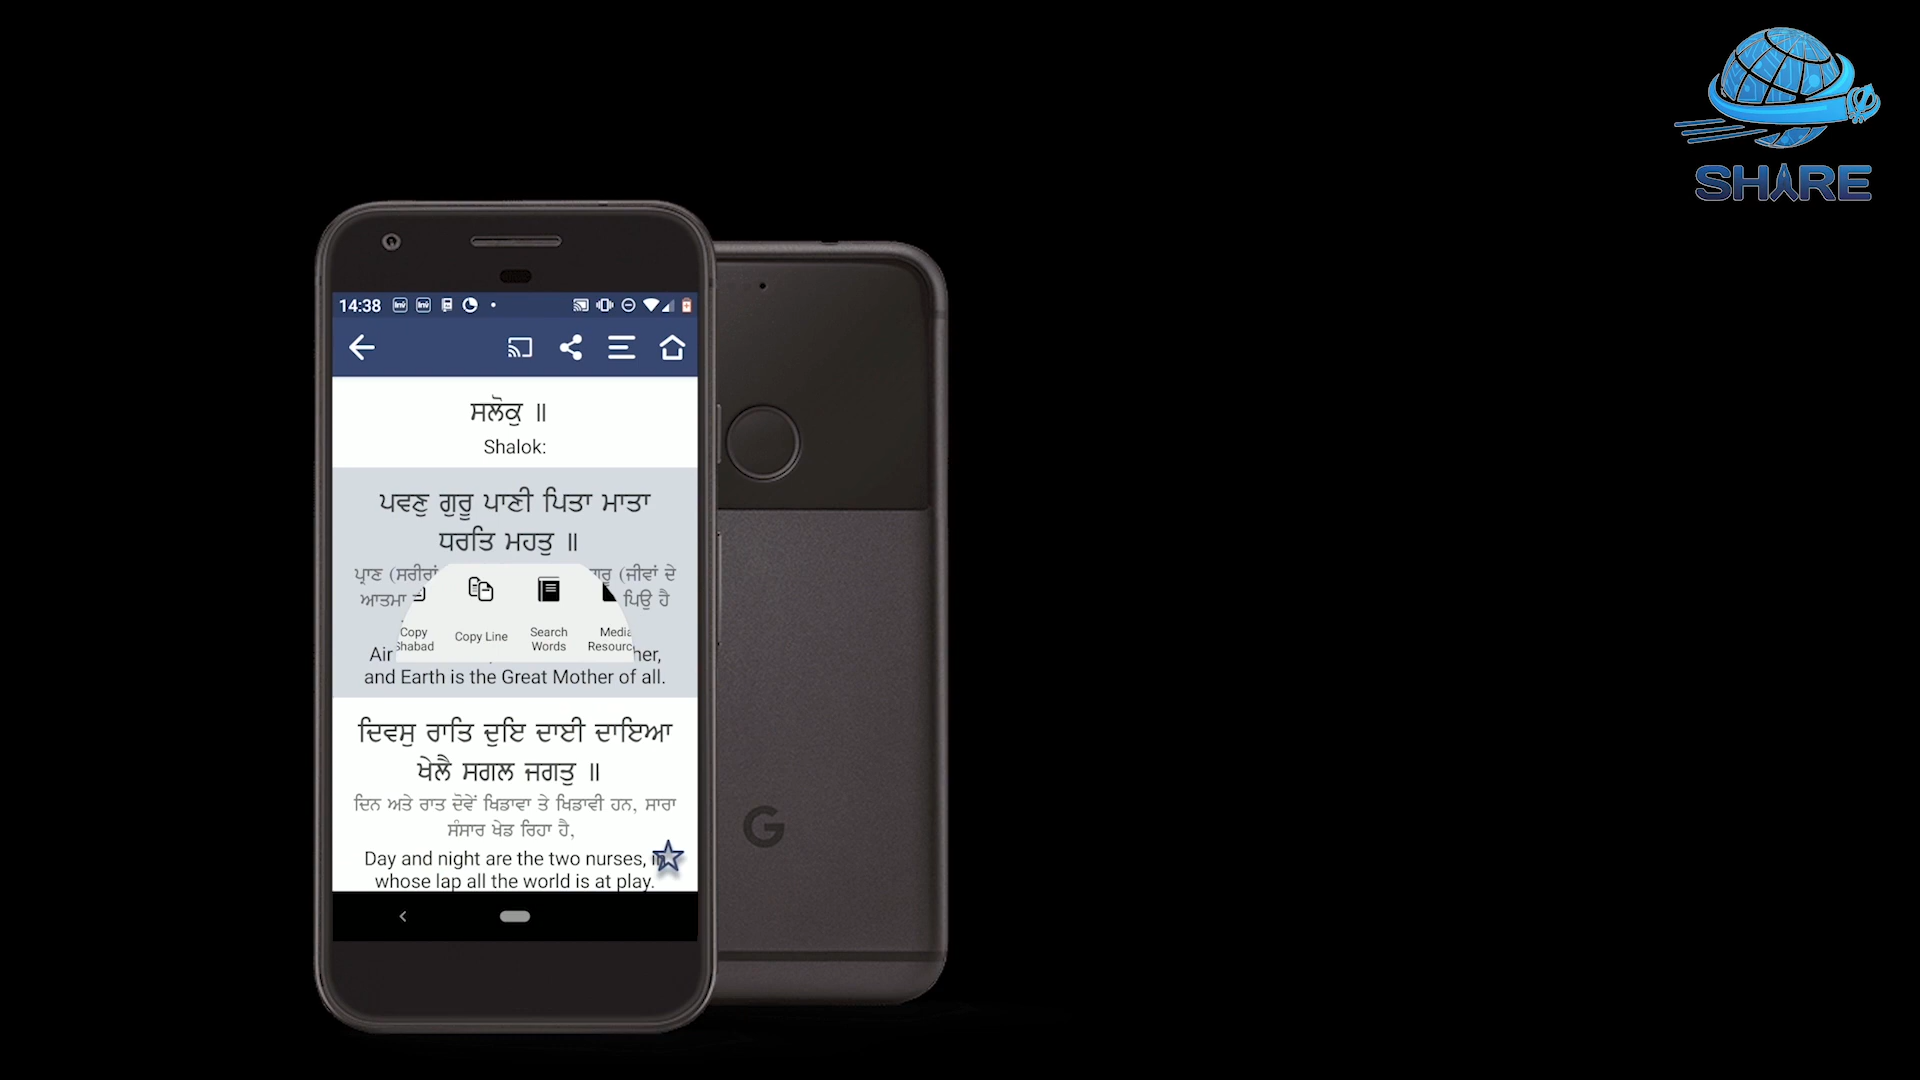 SHARE
14:38
ਸਲੋਕੁ ॥
Shalok:
ਪਵਣੁ ਗੁਰੂ ਪਾਣੀ ਪਿਤਾ ਮਾਤਾ
ਧਰਤਿ ਮਹਤੁ ॥
ਪ੍ਰਾਣ (ਸਰੀਰਾਂ (ਜੀਵਾਂ ਦੇ
ਆਤਮਾ ਪਿਉ ਹੈ
Copy Shabad
Copy Line
Search Words
Media
Air
and Earth is the Great Mother of all.
ਦਿਵਸੁ ਰਾਤਿ ਦੁਇ ਦਾਈ ਦਾਇਆ
ਖੇਲੈ ਸਗਲ ਜਗਤੁ ॥
ਦਿਨ ਅਤੇ ਰਾਤ ਦੋਵੇਂ ਖਿਡਾਵਾ ਤੇ ਖਿਡਾਵੀ ਹਨ, ਸਾਰਾ
ਸੰਸਾਰ ਖੇਡ ਰਿਹਾ ਹੈ,
Day and night are the two nurses, in
whose lap all the world is at play.
G